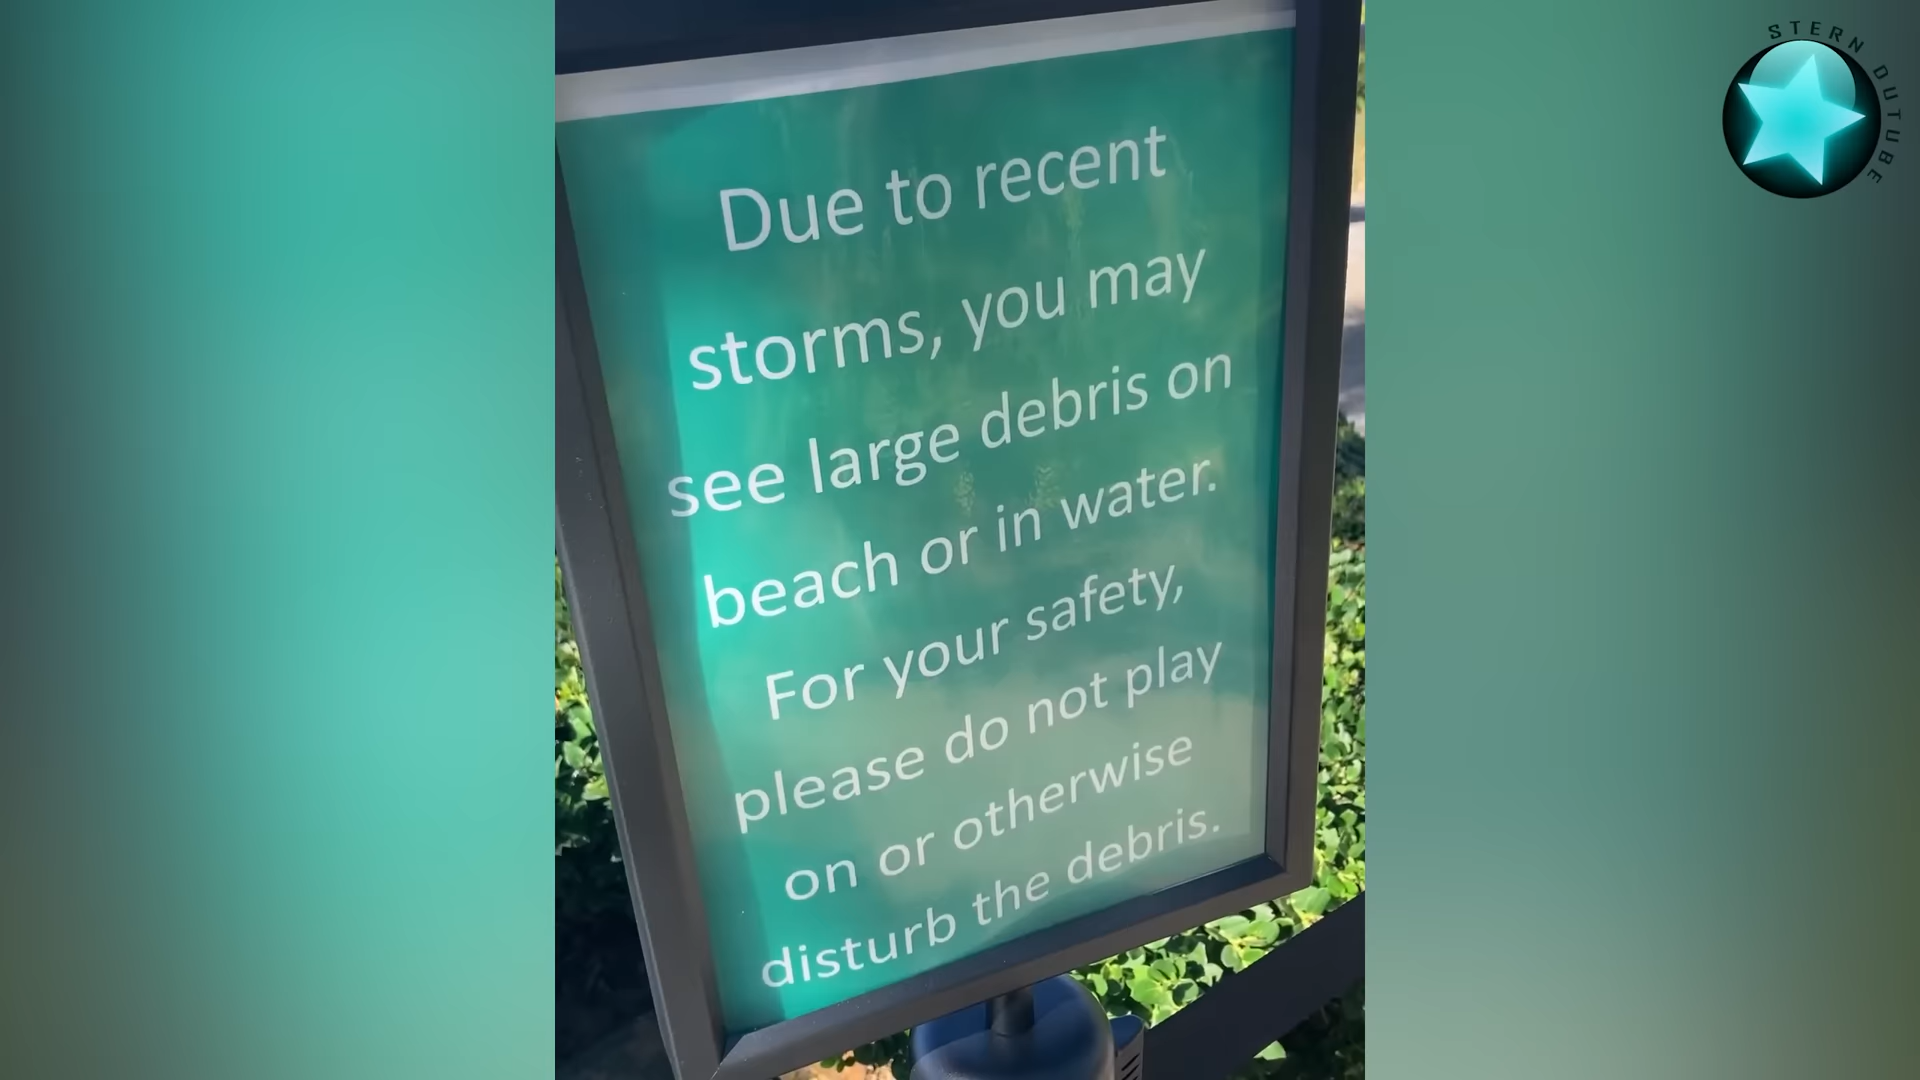 Due to recent
storms, you may
see large debris on
beach or in water.
For your safety,
please do not play
on or otherwise
disturb the debris.
STERN DUTUBE